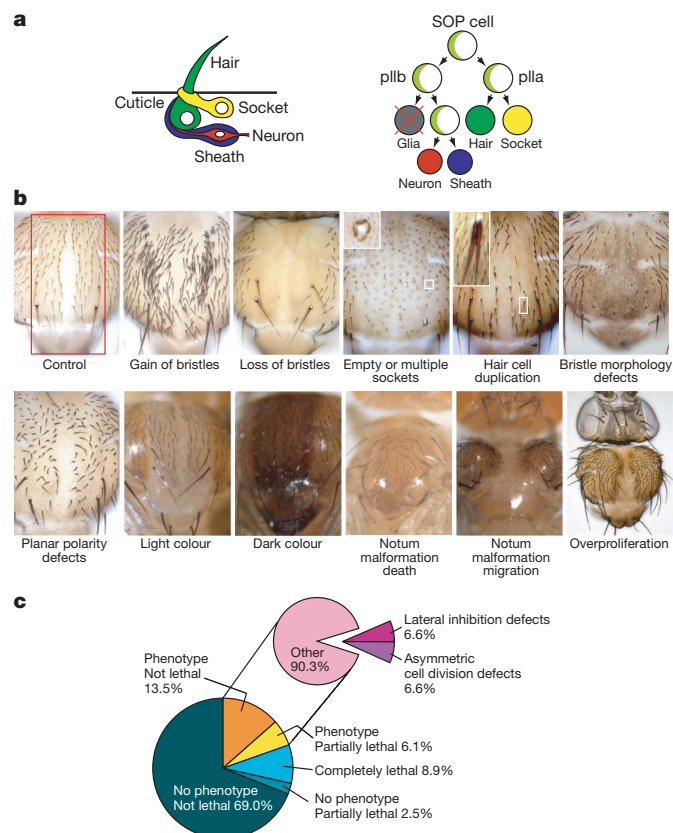 a
Hair
Cuticle
Socket
Neuron
Sheath
SOP cell
pIIb
pIIa
Glia
Hair
Socket
Neuron
Sheath
b
Control
Gain of bristles
Loss of bristles
Empty or multiple
sockets
Hair cell
duplication
Bristle morphology
defects
Planar polarity
defects
Light colour
Dark colour
Notum
malformation
death
Notum
malformation
migration
Overproliferation
c
Other
90.3%
Lateral inhibition defects
6.6%
Asymmetric
cell division defects
6.6%
Phenotype
Not lethal
13.5%
Phenotype
Partially lethal 6.1%
Completely lethal 8.9%
No phenotype
Partially lethal 2.5%
No phenotype
Not lethal 69.0%